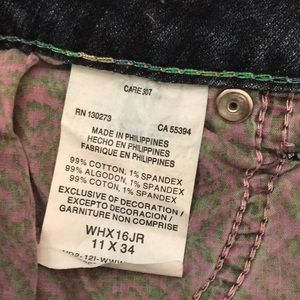 CARE 307
RN 130273 CA 55394
MADE IN PHILIPPINES
HECHO EN PHILIPPINES
FABRIQUE EN PHILIPPINES
99% COTTON, 1% SPANDEX
99% ALGODON, 1% SPANDEX
99% COTON, 1% SPANDEX
EXCLUSIVE OF DECORATION /
EXCEPTO DECORACION /
GARNITURE NON COMPRISE
WHX16JR
11 X 34